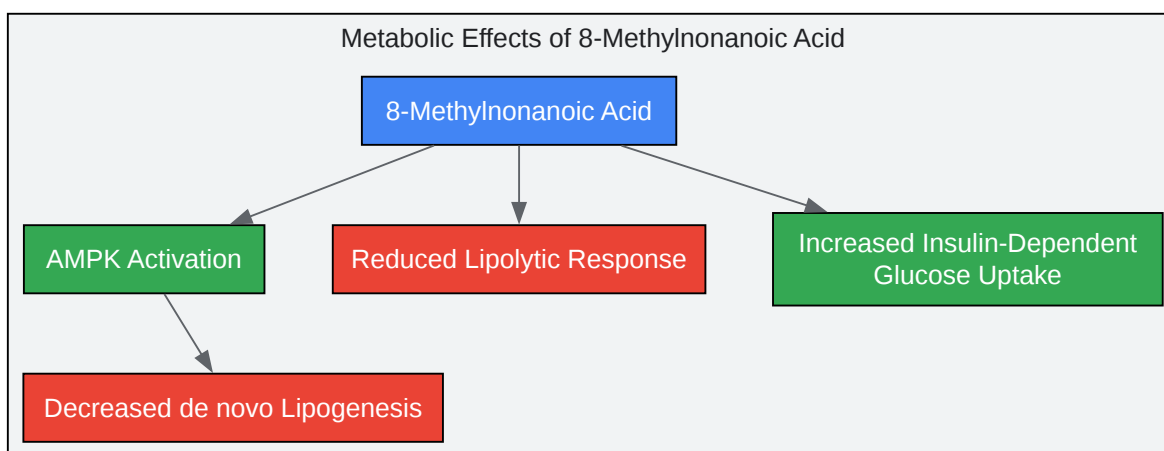 Metabolic Effects of 8-Methylnonanoic Acid
8-Methylnonanoic Acid
AMPK Activation
Reduced Lipolytic Response
Increased Insulin-Dependent
Glucose Uptake
Decreased de novo Lipogenesis